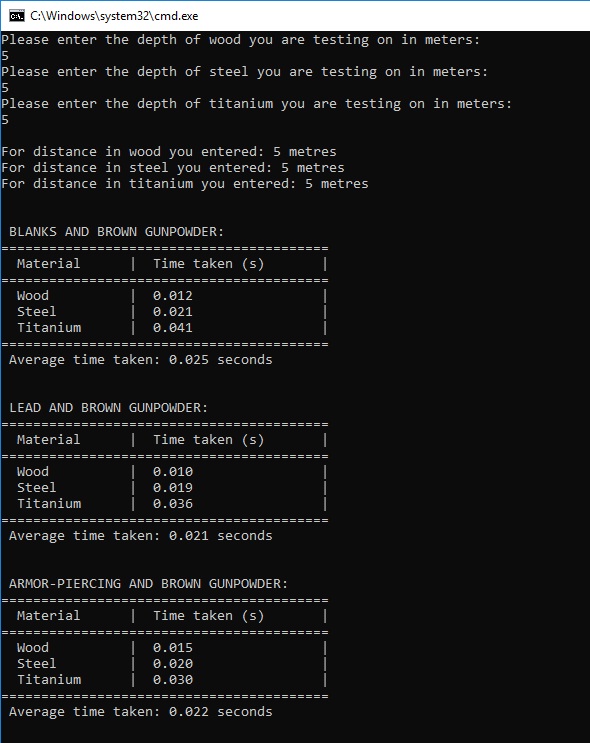 C:\Windows\system32\cmd.exe
Please enter the depth of wood you are testing on in meters:
5
Please enter the depth of steel you are testing on in meters:
5
Please enter the depth of titanium you are testing on in meters:
5
For distance in wood you entered: 5 metres
For distance in steel you entered: 5 metres
For distance in titanium you entered: 5 metres
BLANKS AND BROWN GUNPOWDER:
=========================================
Material | Time taken (s) |
=========================================
Wood | 0.012 |
Steel | 0.021 |
Titanium | 0.041 |
=========================================
Average time taken: 0.025 seconds
LEAD AND BROWN GUNPOWDER:
=========================================
Material | Time taken (s) |
=========================================
Wood | 0.010 |
Steel | 0.019 |
Titanium | 0.036 |
=========================================
Average time taken: 0.021 seconds
ARMOR-PIERCING AND BROWN GUNPOWDER:
=========================================
Material | Time taken (s) |
=========================================
Wood | 0.015 |
Steel | 0.020 |
Titanium | 0.030 |
=========================================
Average time taken: 0.022 seconds